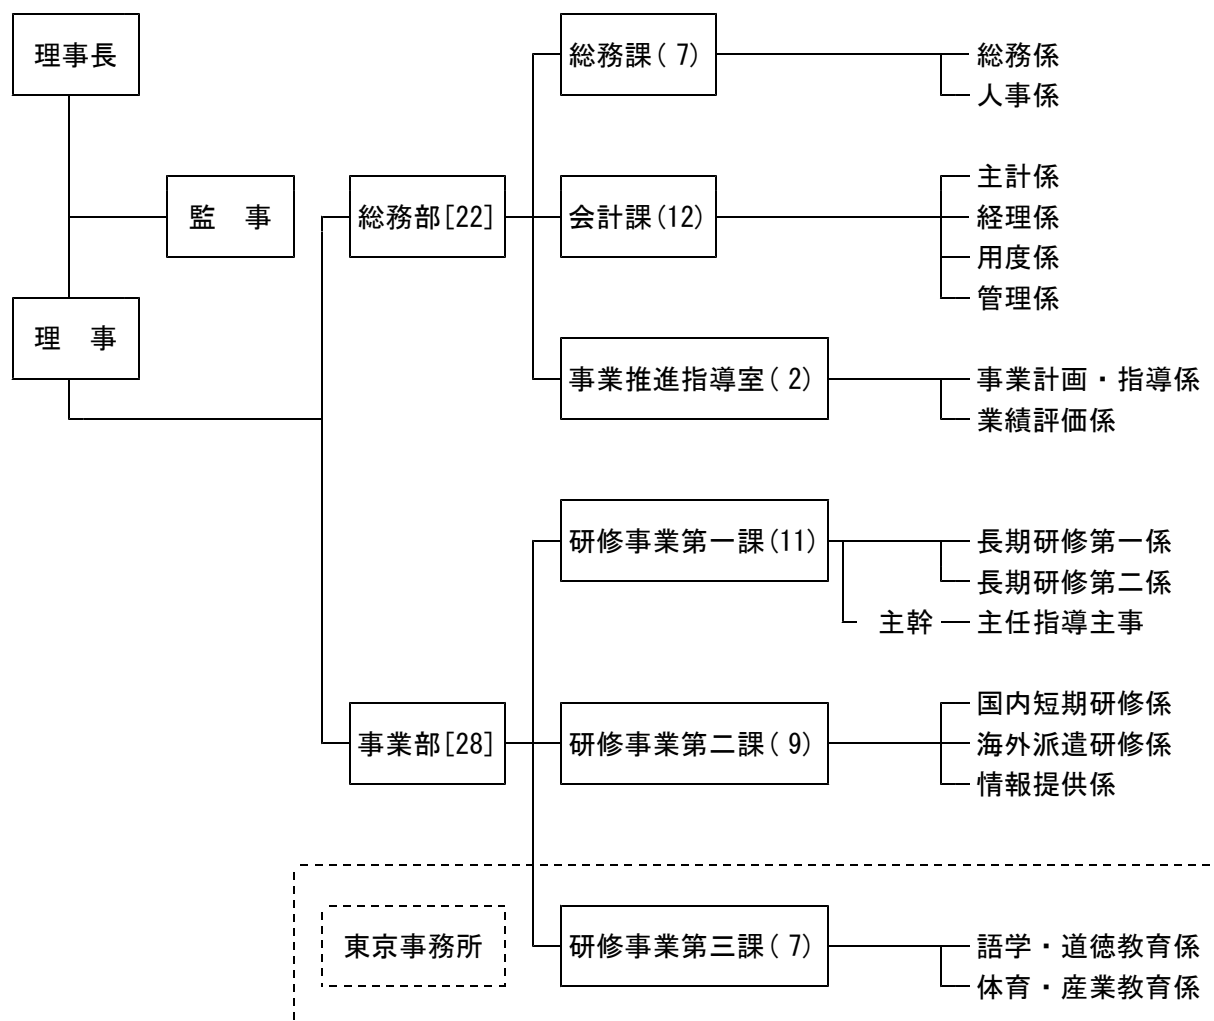 理事長
監　事
理　事
総務部[22]
総務課( 7)
総務係
人事係
会計課(12)
主計係
経理係
用度係
管理係
事業推進指導室( 2)
事業計画・指導係
業績評価係
事業部[28]
研修事業第一課(11)
長期研修第一係
長期研修第二係
主幹
主任指導主事
研修事業第二課( 9)
国内短期研修係
海外派遣研修係
情報提供係
東京事務所
研修事業第三課( 7)
語学・道徳教育係
体育・産業教育係